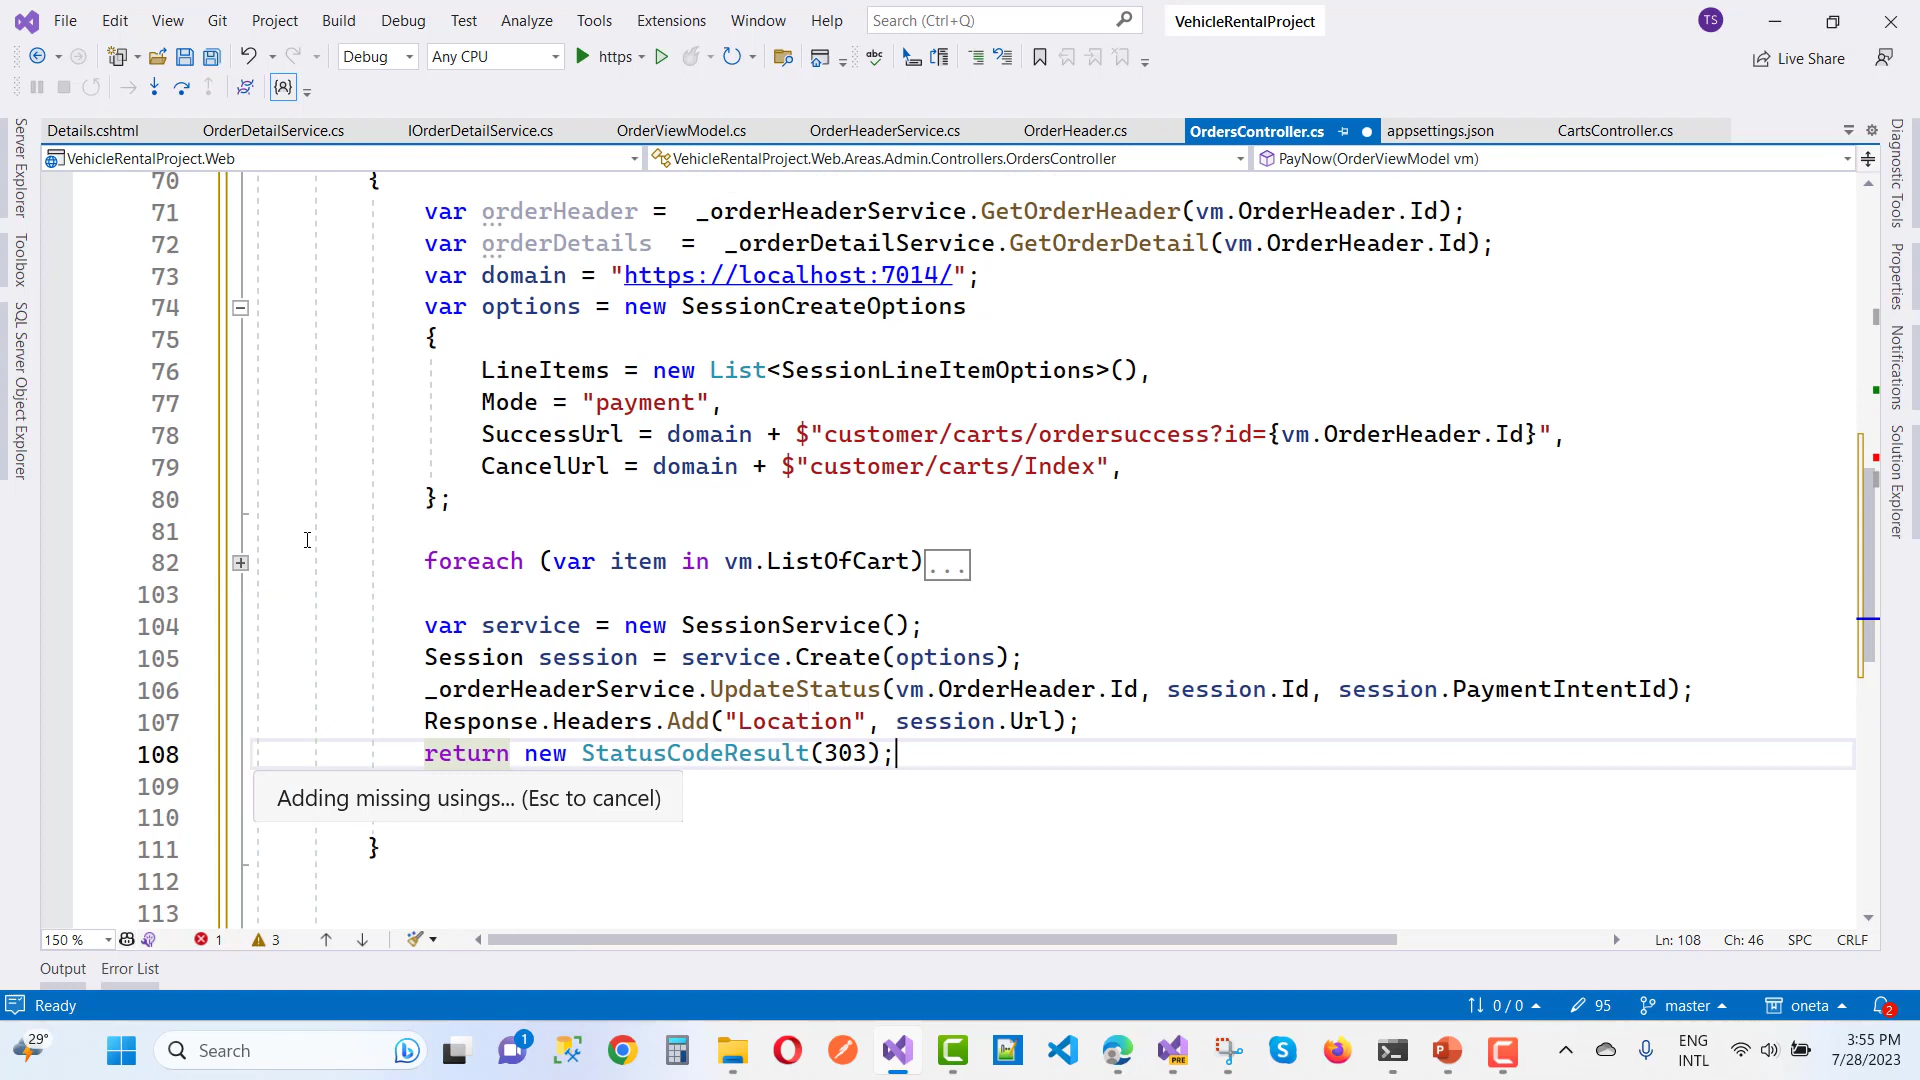 File Edit View Git Project Build Debug Test Analyze Tools Extensions Window Help Search (Ctrl+Q) VehicleRentalProject TS
Debug Any CPU https abc Live Share
Details.cshtml OrderDetailService.cs IOrderDetailService.cs OrderViewModel.cs OrderHeaderService.cs OrderHeader.cs OrdersController.cs appsettings.json CartsController.cs
VehicleRentalProject.Web VehicleRentalProject.Web.Areas.Admin.Controllers.OrdersController PayNow(OrderViewModel vm)
Server Explorer
Toolbox
SQL Server Object Explorer
Diagnostic Tools
Properties
Notifications
Solution Explorer
70 {
71 var orderHeader = _orderHeaderService.GetOrderHeader(vm.OrderHeader.Id);
72 var orderDetails = _orderDetailService.GetOrderDetail(vm.OrderHeader.Id);
73 var domain = "https://localhost:7014/";
74 var options = new SessionCreateOptions
75 {
76 LineItems = new List<SessionLineItemOptions>(),
77 Mode = "payment",
78 SuccessUrl = domain + $"customer/carts/ordersuccess?id={vm.OrderHeader.Id}",
79 CancelUrl = domain + $"customer/carts/Index",
80 };
81
82 foreach (var item in vm.ListOfCart)...
103
104 var service = new SessionService();
105 Session session = service.Create(options);
106 _orderHeaderService.UpdateStatus(vm.OrderHeader.Id, session.Id, session.PaymentIntentId);
107 Response.Headers.Add("Location", session.Url);
108 return new StatusCodeResult(303);
109 Adding missing usings... (Esc to cancel)
110
111 }
112
113
150 % 1 3 Ln: 108 Ch: 46 SPC CRLF
Output Error List
Ready 0 / 0 95 master oneta 2
29° Search 1 PRE ENG INTL 3:55 PM
7/28/2023